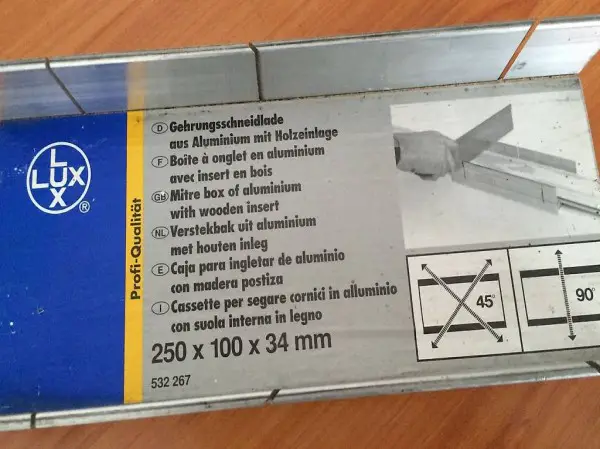 LUX
LUX
®
Profi-Qualität
D Gehrungsschneidlade
aus Aluminium mit Holzeinlage
F Boîte à onglet en aluminium
avec insert en bois
GB Mitre box of aluminium
with wooden insert
NL Verstekbak uit aluminium
met houten inleg
E Caja para ingletar de aluminio
con madera postiza
I Cassette per segare cornici in alluminio
con suola interna in legno
250 x 100 x 34 mm
532 267
45°
90°